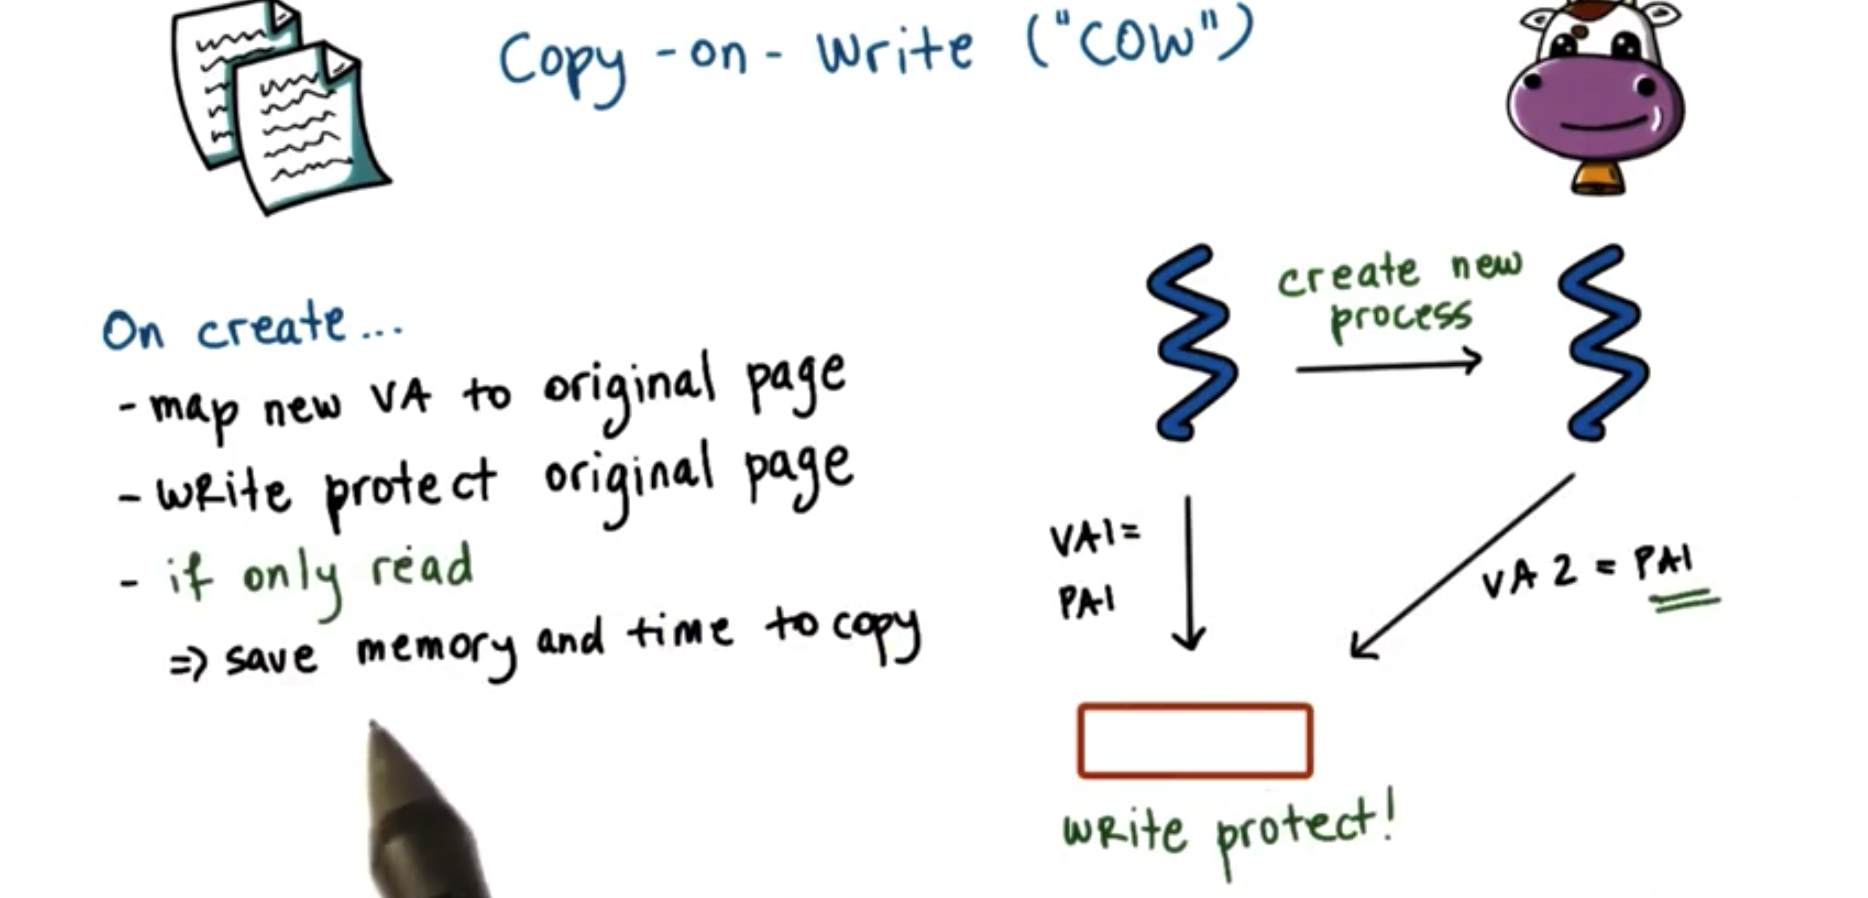 Copy-on-Write ("COW")
On create...
- map new VA to original page
- write protect original page
- if only read
=> save memory and time to copy
create new
process
VA1 =
PA1
VA 2 = PA1
write protect!